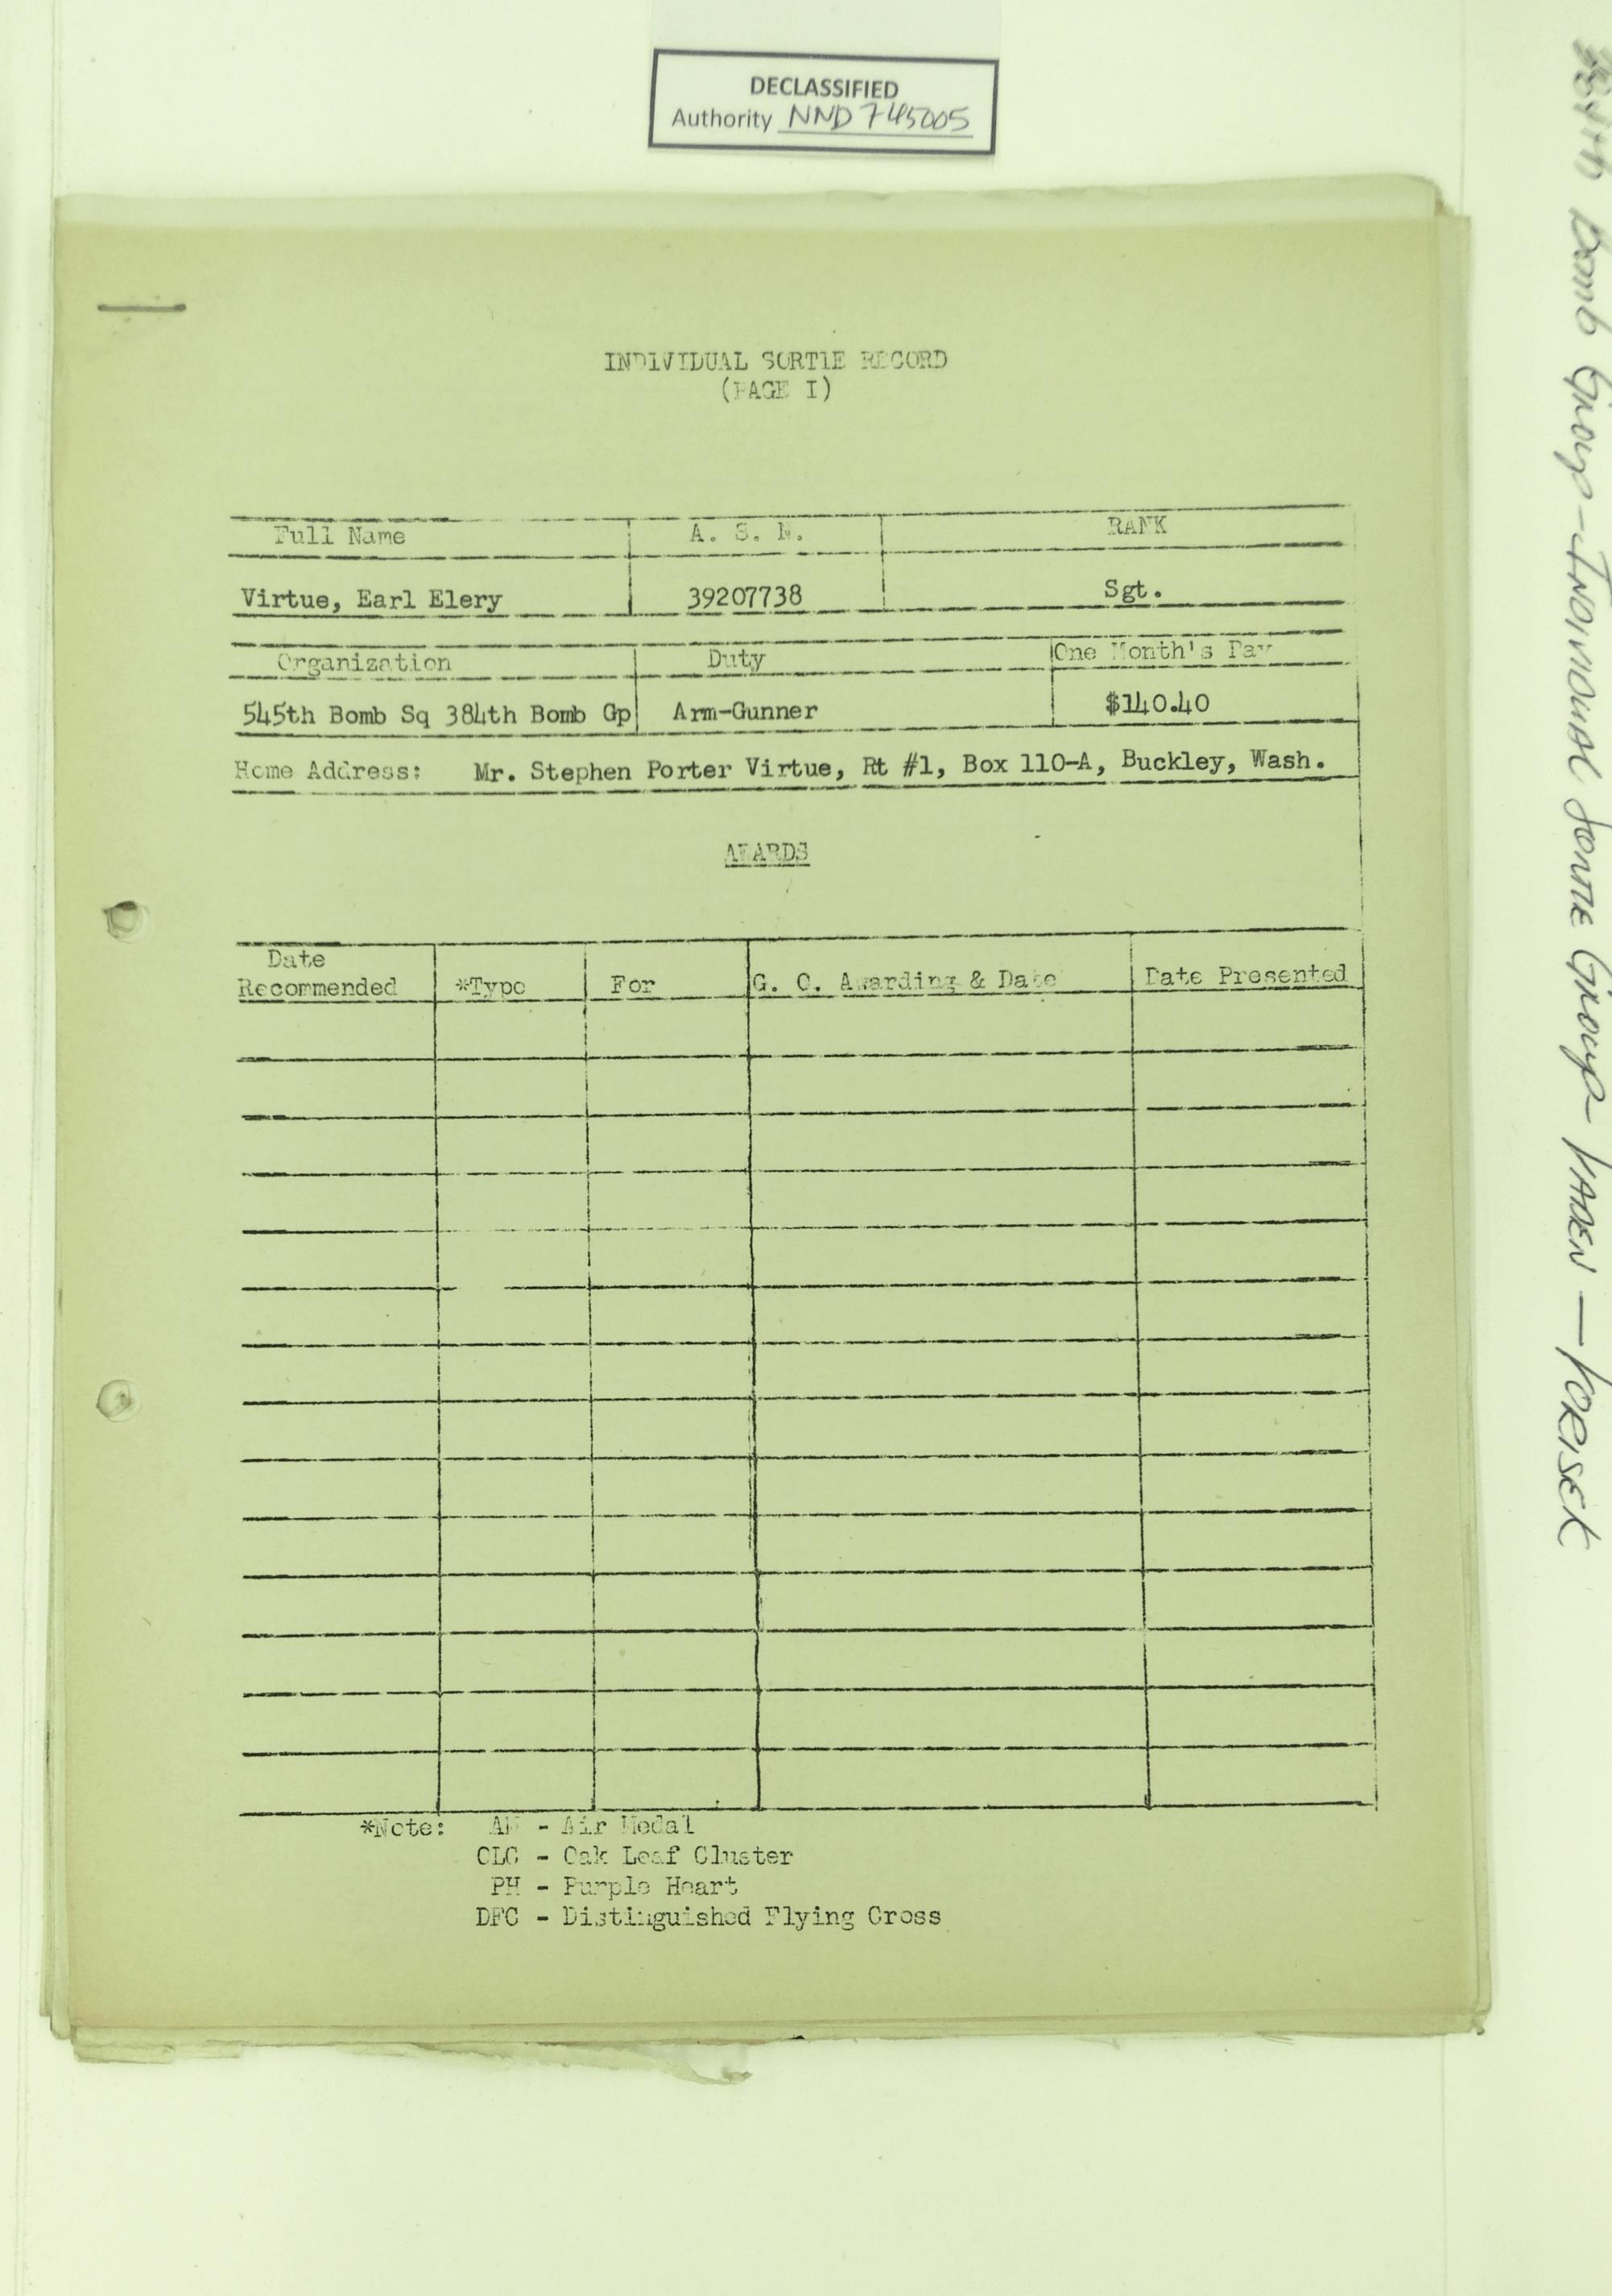 DECLASSIFIED
Authority NND 745005
INDIVIDUAL SORTIE RECORD
(PAGE I)
Full Name A. S. N. RANK
Virtue, Earl Elery 39207738 Sgt.
Organization Duty One Month's Pay
545th Bomb Sq 384th Bomb Gp Arm-Gunner $140.40
Home Address: Mr. Stephen Porter Virtue, Rt #1, Box 110-A, Buckley, Wash.
AWARDS
Date
Recommended *Type For G. O. Awarding & Date Date Presented
*Note: AM - Air Medal
OLC - Oak Leaf Cluster
PH - Purple Heart
DFC - Distinguished Flying Cross
384th Bomb Group - Individual Sortie Group - VADEN - VORISEK